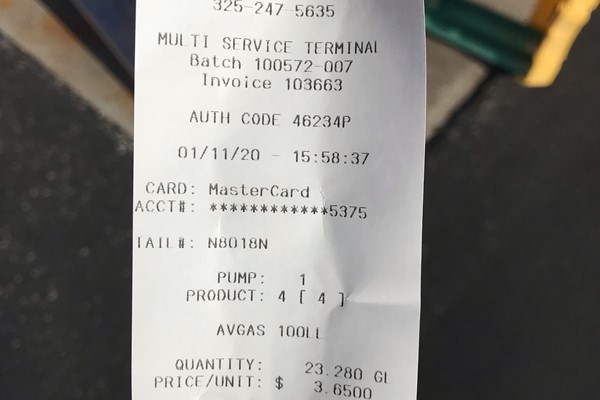 325-247-5635
MULTI SERVICE TERMINAL
Batch 100572-007
Invoice 103663
AUTH CODE 46234P
01/11/20 - 15:58:37
CARD: MasterCard
ACCT#: ************5375
TAIL#: N8018N
PUMP: 1
PRODUCT: 4 [ 4 ]
AVGAS 100LL
QUANTITY: 23.280 GL
PRICE/UNIT: $ 3.6500